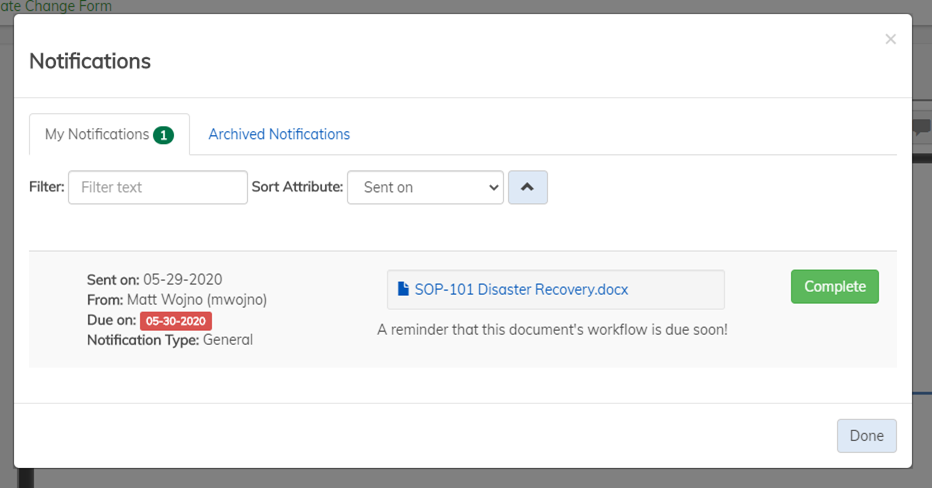 ate Change Form
×
Notifications
My Notifications 1
Archived Notifications
Filter: Filter text Sort Attribute: Sent on
Sent on: 05-29-2020
From: Matt Wojno (mwojno)
Due on: 05-30-2020
Notification Type: General
SOP-101 Disaster Recovery.docx
A reminder that this document's workflow is due soon!
Complete
Done